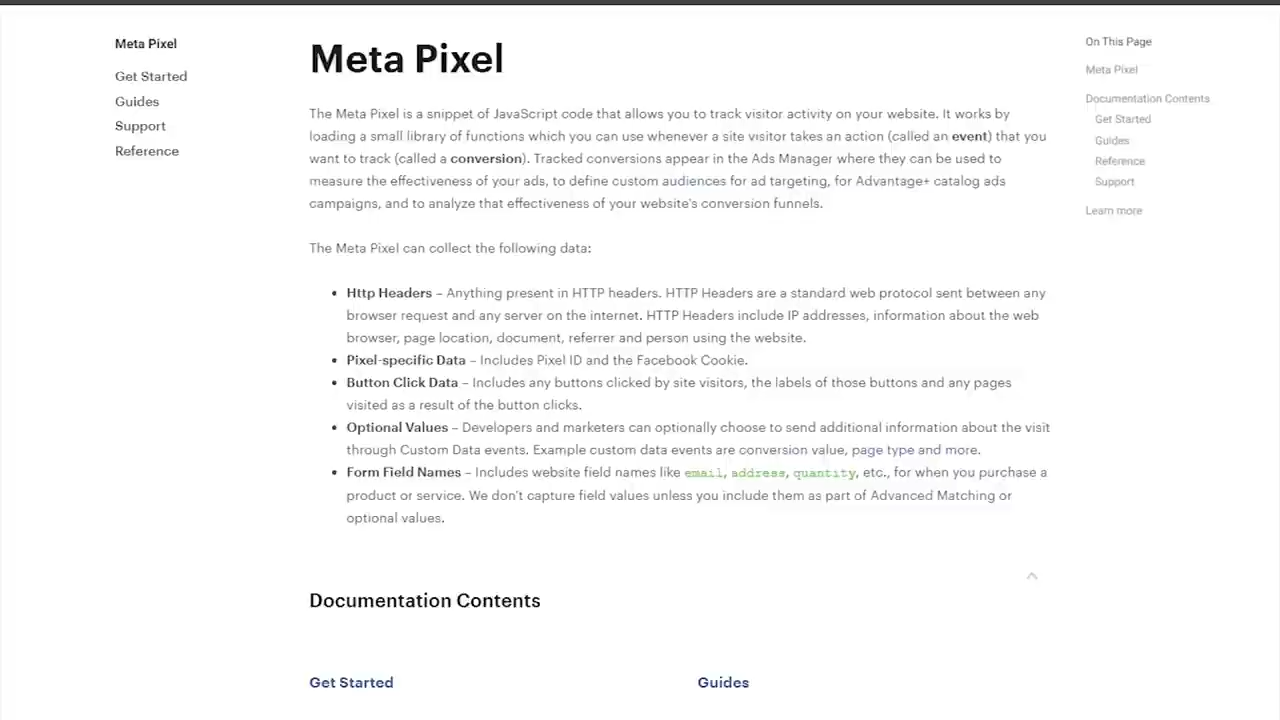 Meta Pixel
Get Started
Guides
Support
Reference
Meta Pixel
The Meta Pixel is a snippet of JavaScript code that allows you to track visitor activity on your website. It works by
loading a small library of functions which you can use whenever a site visitor takes an action (called an event) that you
want to track (called a conversion). Tracked conversions appear in the Ads Manager where they can be used to
measure the effectiveness of your ads, to define custom audiences for ad targeting, for Advantage+ catalog ads
campaigns, and to analyze that effectiveness of your website's conversion funnels.
The Meta Pixel can collect the following data:
• Http Headers – Anything present in HTTP headers. HTTP Headers are a standard web protocol sent between any
browser request and any server on the internet. HTTP Headers include IP addresses, information about the web
browser, page location, document, referrer and person using the website.
• Pixel-specific Data – Includes Pixel ID and the Facebook Cookie.
• Button Click Data – Includes any buttons clicked by site visitors, the labels of those buttons and any pages
visited as a result of the button clicks.
• Optional Values – Developers and marketers can optionally choose to send additional information about the visit
through Custom Data events. Example custom data events are conversion value, page type and more.
• Form Field Names – Includes website field names like email, address, quantity, etc., for when you purchase a
product or service. We don't capture field values unless you include them as part of Advanced Matching or
optional values.
Documentation Contents
Get Started
Guides
On This Page
Meta Pixel
Documentation Contents
Get Started
Guides
Reference
Support
Learn more